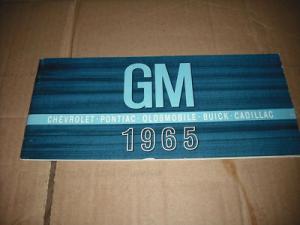 GM
CHEVROLET · PONTIAC · OLDSMOBILE · BUICK · CADILLAC
1965